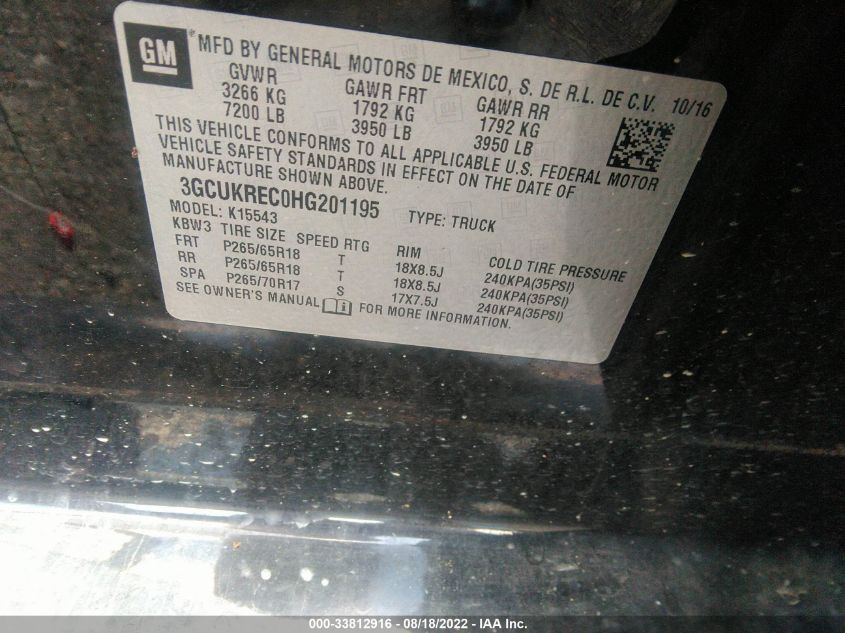 GM
*MFD BY GENERAL MOTORS DE MEXICO, S. DE R.L. DE C.V. 10/16
GVWR GAWR FRT GAWR RR
3266 KG 1792 KG 1792 KG
7200 LB 3950 LB 3950 LB
THIS VEHICLE CONFORMS TO ALL APPLICABLE U.S. FEDERAL MOTOR
VEHICLE SAFETY STANDARDS IN EFFECT ON THE DATE OF
MANUFACTURE SHOWN ABOVE.
3GCUKREC0HG201195 TYPE: TRUCK
MODEL: K15543
KBW3 TIRE SIZE SPEED RTG RIM COLD TIRE PRESSURE
FRT P265/65R18 T 18X8.5J 240KPA(35PSI)
RR P265/65R18 T 18X8.5J 240KPA(35PSI)
SPA P265/70R17 S 17X7.5J 240KPA(35PSI)
SEE OWNER'S MANUAL FOR MORE INFORMATION.
000-33812916 - 08/18/2022 - IAA Inc.